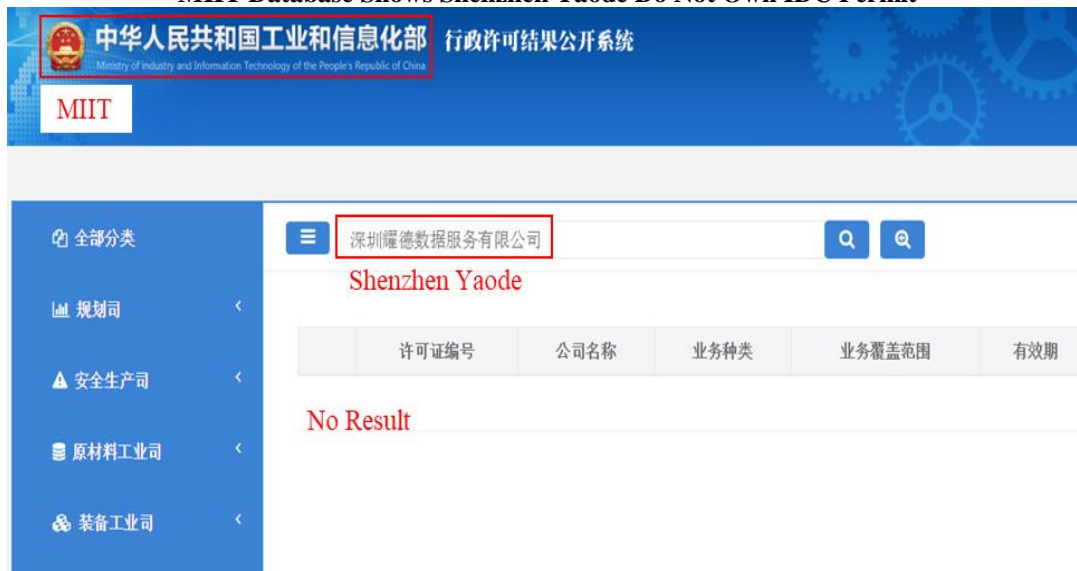 MIIT Database Shows Shenzhen Yaode Do Not Own IDC Permit
中华人民共和国工业和信息化部 行政许可结果公开系统
Ministry of Industry and Information Technology of the People's Republic of China
MIIT
全部分类
深圳耀德数据服务有限公司
Shenzhen Yaode
规划司
许可证编号 公司名称 业务种类 业务覆盖范围 有效期
安全生产司
No Result
原材料工业司
装备工业司